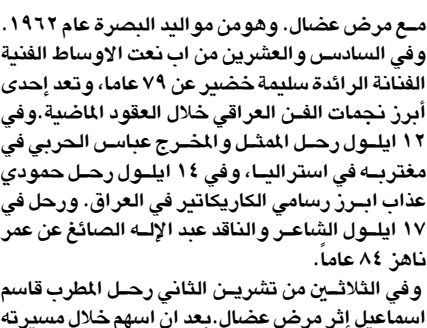 مـع مرض عضال. وهومن مواليد البصرة عام ١٩٦٢.
وفي السادس والعشرين من اب نعت الاوساط الفنية
الفنانة الرائدة سليمة خضير عن ٧٩ عاما، وتعد إحدى
أبرز نجمات الفن العراقي خلال العقود الماضية.وفي
١٢ ايلـول رحـل الممثل والمخرج عباس الحربي في
مغتربـه في استراليـا، وفي ١٤ ايلـول رحـل حمودي
عذاب ابـرز رسامي الكاريكاتير في العراق. ورحل في
١٧ ايلـول الشاعـر والناقد عبد الإلـه الصائغ عن عمر
ناهز ٨٤ عاماً.
وفي الثلاثـين من تشريـن الثاني رحـل المطرب قاسم
اسماعيل إثر مرض عضال.بعد ان اسهم خلال مسيرته